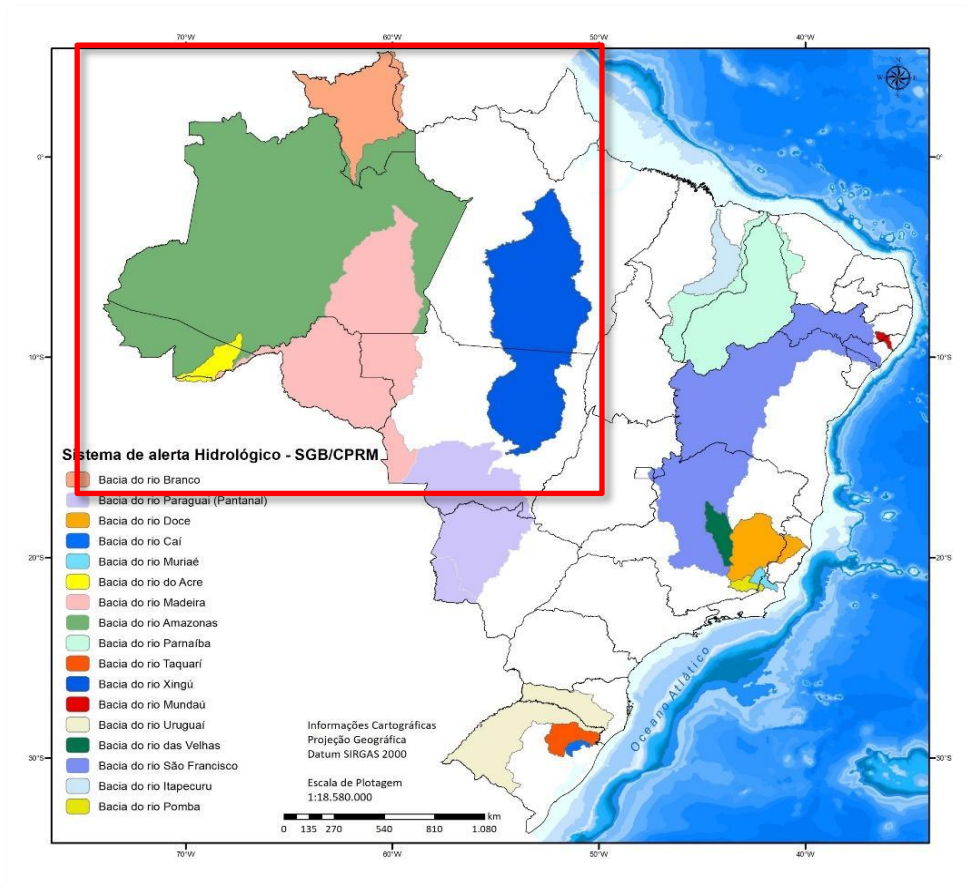 70°W 60°W 50°W 40°W
0°
0°
10°S
10°S
Sistema de alerta Hidrológico - SGB/CPRM
Bacia do rio Branco
Bacia do rio Paraguai (Pantanal)
Bacia do rio Doce
Bacia do rio Caí
Bacia do rio Muriaé
Bacia do rio do Acre
Bacia do rio Madeira
Bacia do rio Amazonas
Bacia do rio Parnaíba
Bacia do rio Taquarí
Bacia do rio Xingú
Bacia do rio Mundaú
Bacia do rio Uruguaí
Bacia do rio das Velhas
Bacia do rio São Francisco
Bacia do rio Itapecuru
Bacia do rio Pomba
20°S
20°S
Oceano Atlático
Informações Cartográficas
Projeção Geográfica
Datum SIRGAS 2000
Escala de Plotagem
1:18.580.000
km
0 135 270 540 810 1.080
30°S
30°S
70°W 60°W 50°W 40°W